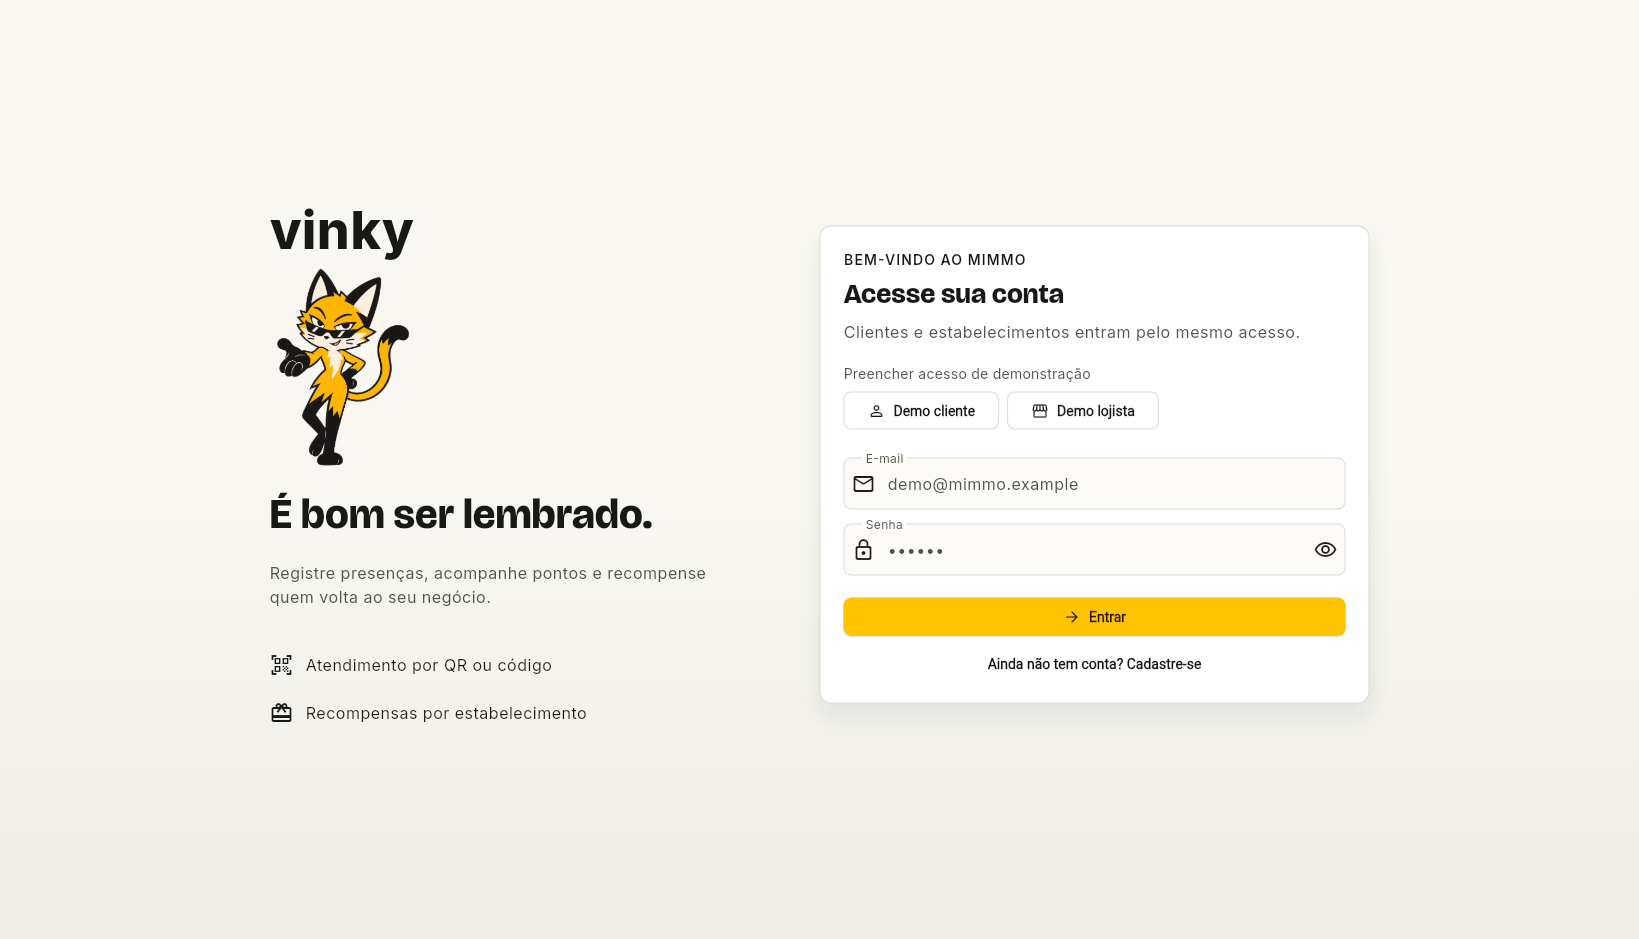 vinky
É bom ser lembrado.
Registre presenças, acompanhe pontos e recompense
quem volta ao seu negócio.
Atendimento por QR ou código
Recompensas por estabelecimento
BEM-VINDO AO MIMMO
Acesse sua conta
Clientes e estabelecimentos entram pelo mesmo acesso.
Preencher acesso de demonstração
Demo cliente
Demo lojista
E-mail
demo@mimmo.example
Senha
••••••
Entrar
Ainda não tem conta? Cadastre-se